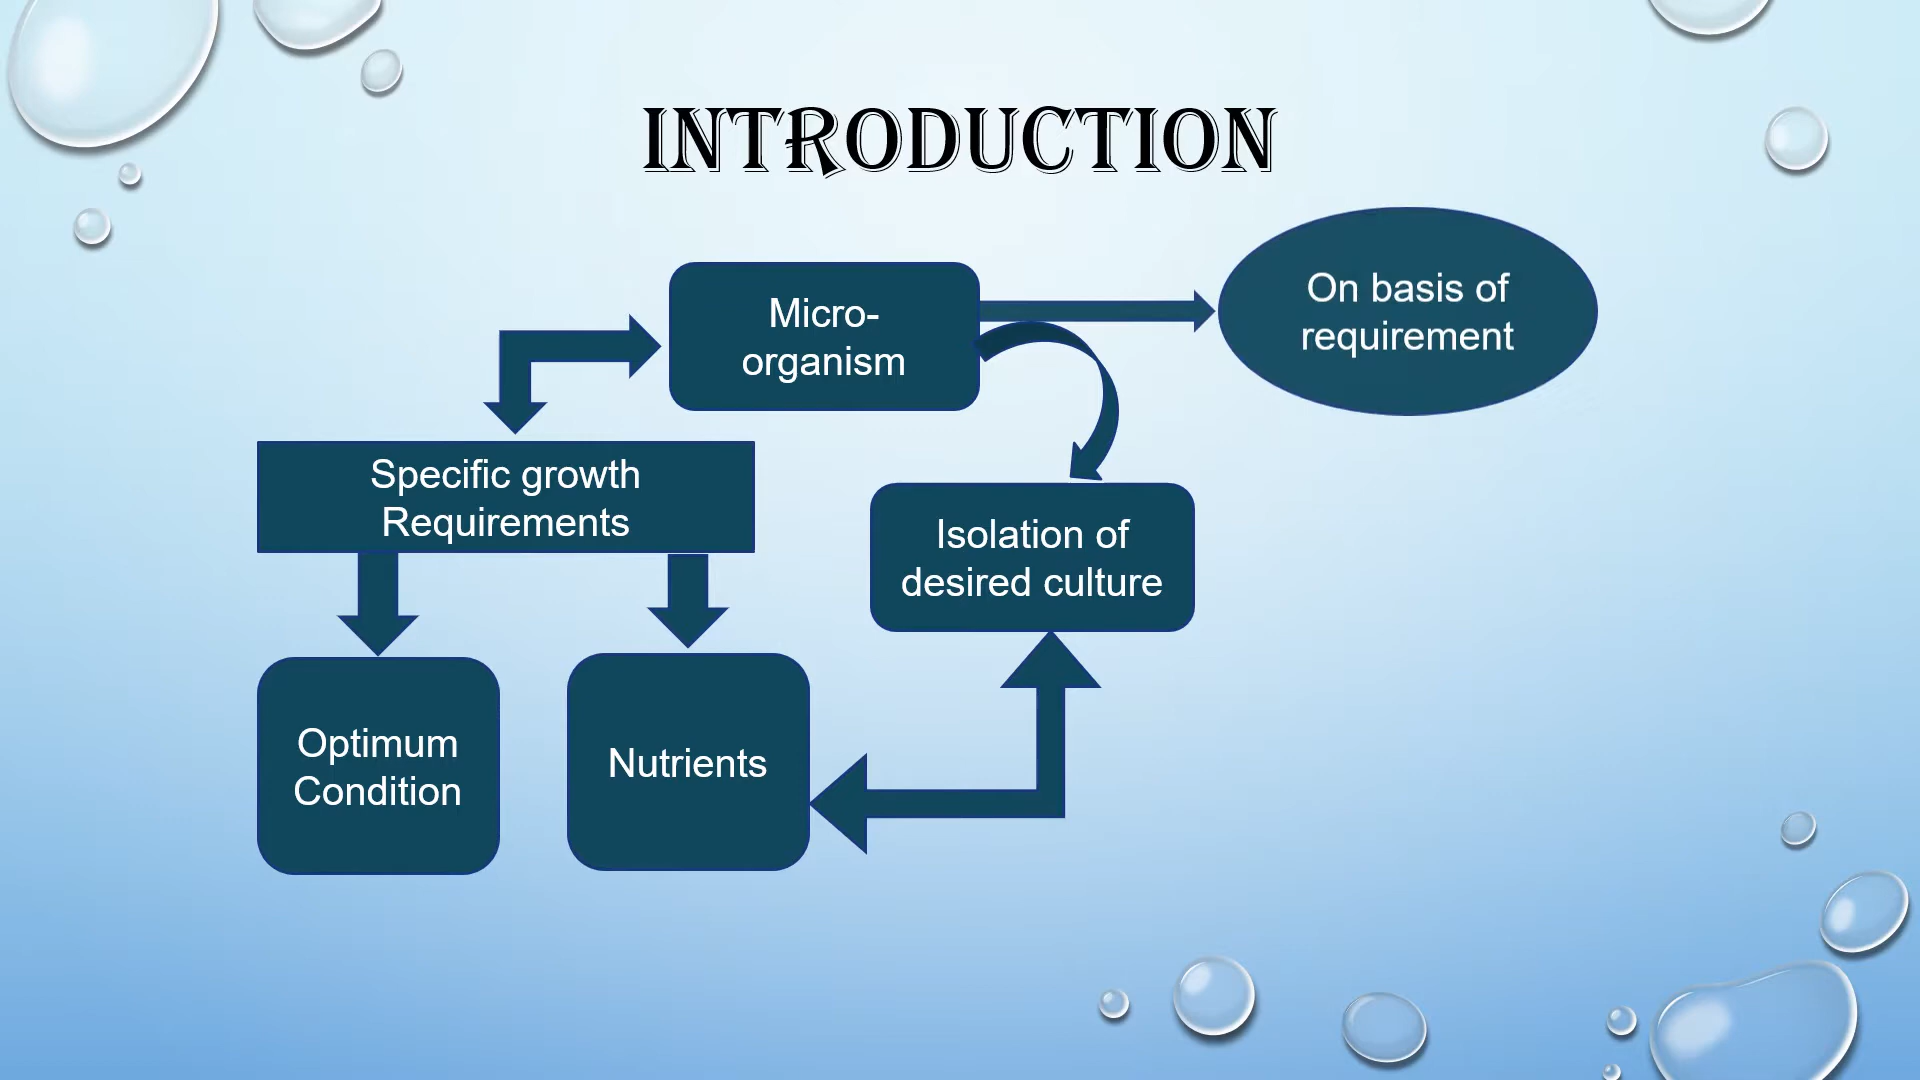 INTRODUCTION
Micro-
organism
On basis of
requirement
Specific growth
Requirements
Isolation of
desired culture
Optimum
Condition
Nutrients